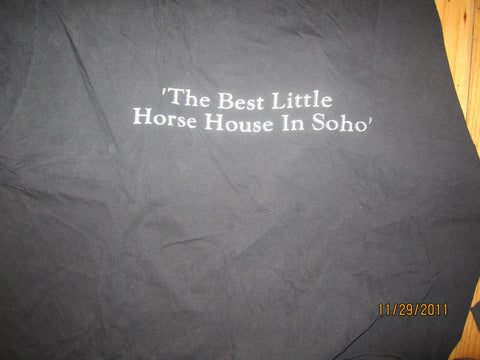 'The Best Little
Horse House In Soho'
11/29/2011